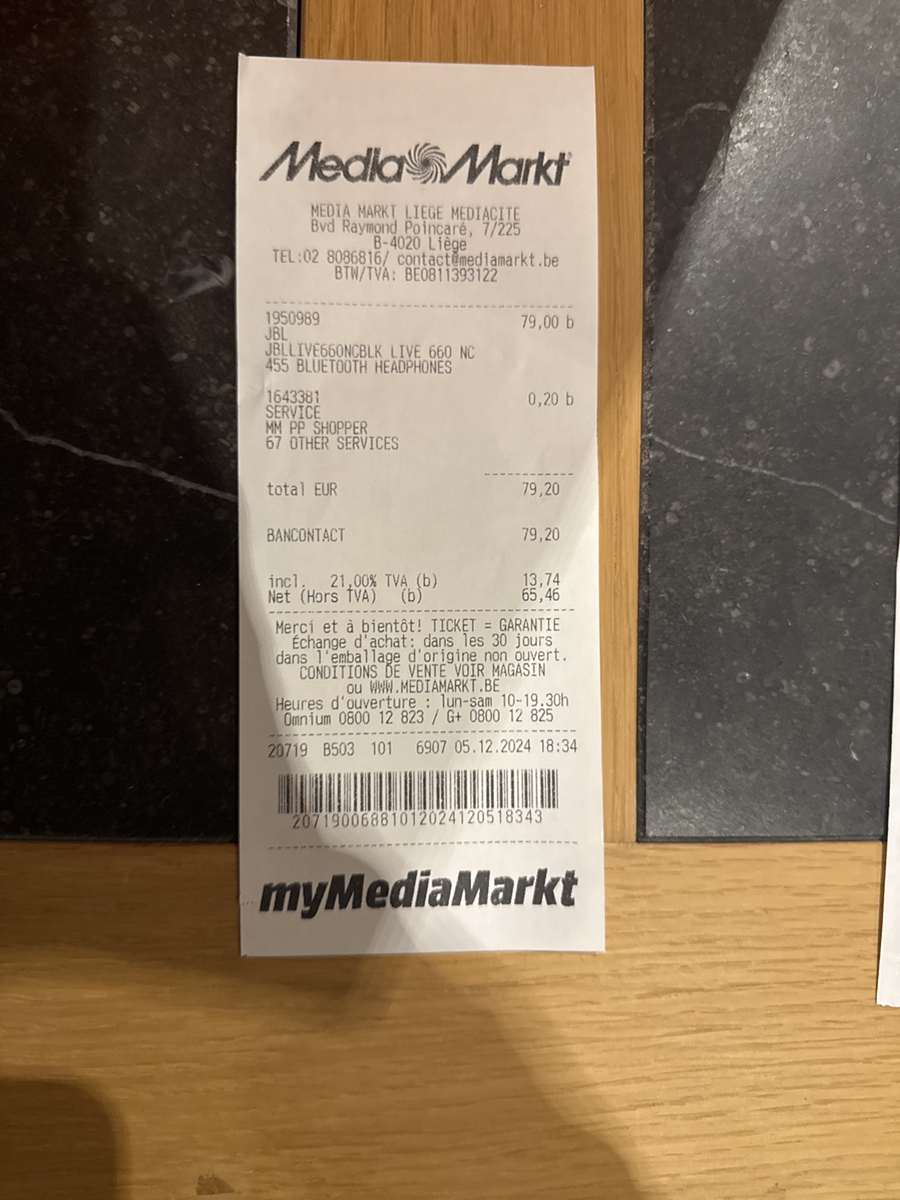 Media Markt
MEDIA MARKT LIEGE MEDIACITE
Bvd Raymond Poincaré, 7/225
B-4020 Liège
TEL:02 8086816/ contact@mediamarkt.be
BTW/TVA: BE0811393122
1950989 79,00 b
JBL
JBLLIVE660NCBLK LIVE 660 NC
455 BLUETOOTH HEADPHONES
1643381 0,20 b
SERVICE
MM PP SHOPPER
67 OTHER SERVICES
total EUR 79,20
BANCONTACT 79,20
incl. 21,00% TVA (b) 13,74
Net (Hors TVA) (b) 65,46
Merci et à bientôt! TICKET = GARANTIE
Échange d'achat: dans les 30 jours
dans l'emballage d'origine non ouvert.
CONDITIONS DE VENTE VOIR MAGASIN
ou WWW.MEDIAMARKT.BE
Heures d'ouverture : lun-sam 10-19.30h
Omnium 0800 12 823 / G+ 0800 12 825
20719 B503 101 6907 05.12.2024 18:34
2071900688101202412051834​3
myMediaMarkt